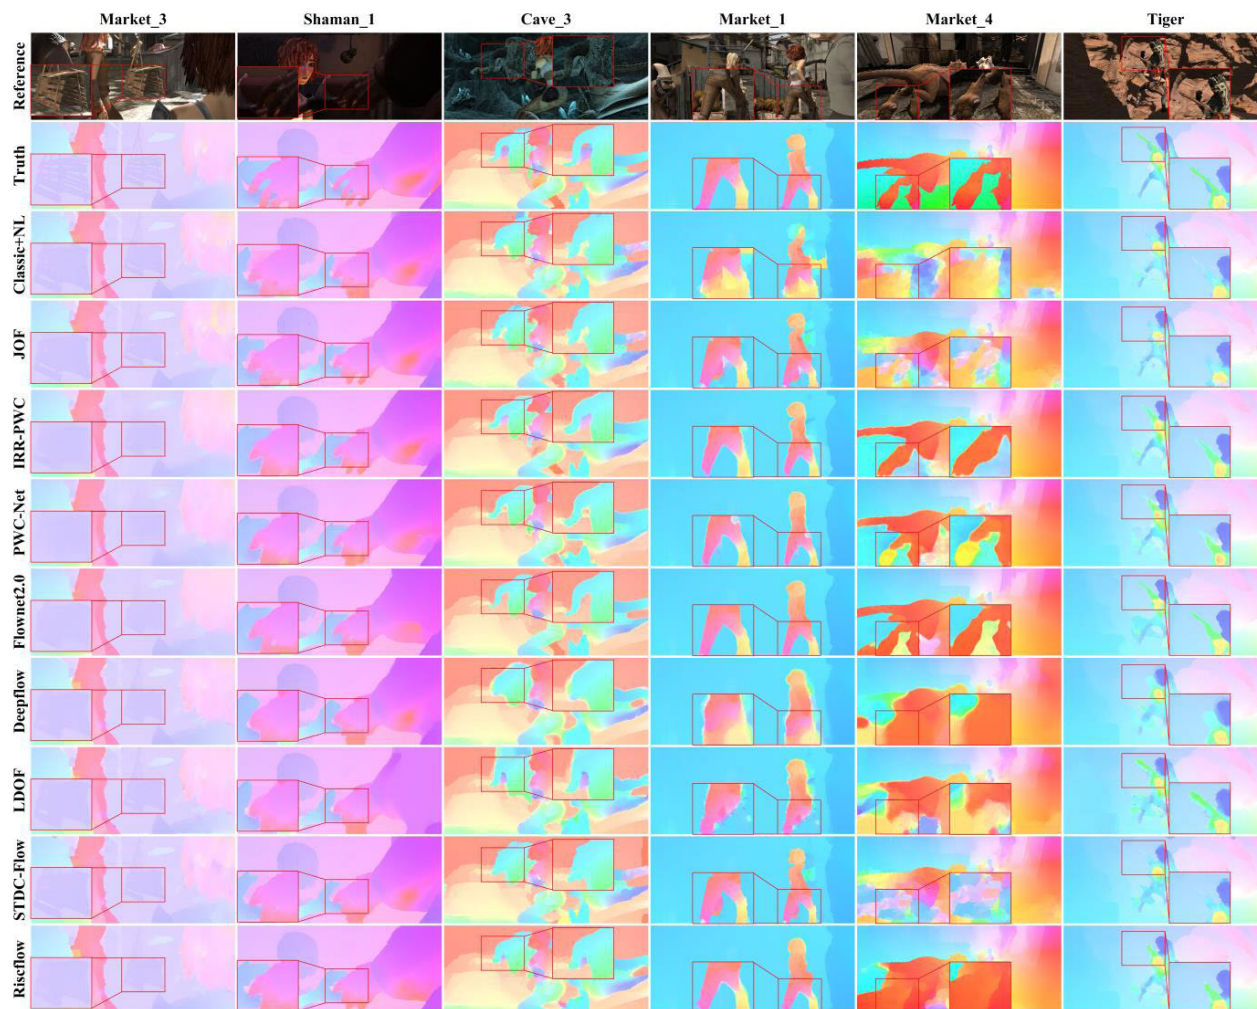 Market_3 Shaman_1 Cave_3 Market_1 Market_4 Tiger
Reference
Truth
Classic+NL
JOF
IRR-PWC
PWC-Net
Flownet2.0
Deepflow
LDOF
STDC-Flow
Riscflow